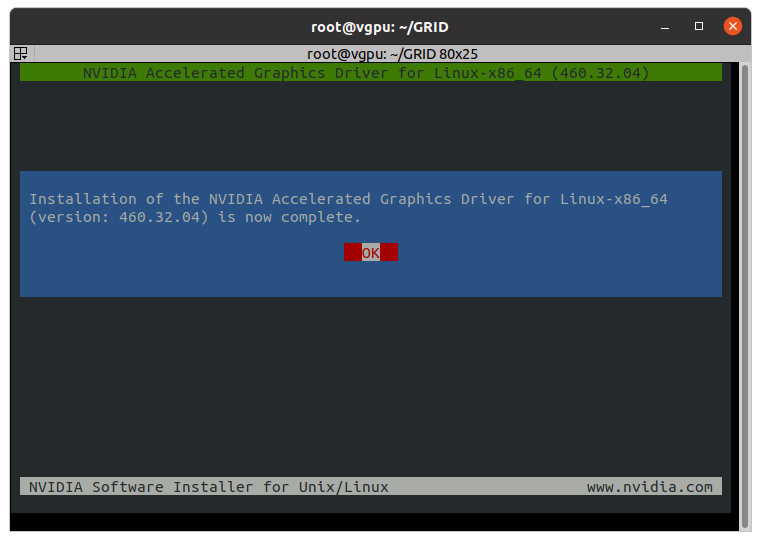 root@vgpu: ~/GRID
root@vgpu: ~/GRID 80x25
NVIDIA Accelerated Graphics Driver for Linux-x86_64 (460.32.04)
Installation of the NVIDIA Accelerated Graphics Driver for Linux-x86_64
(version: 460.32.04) is now complete.
OK
NVIDIA Software Installer for Unix/Linux www.nvidia.com